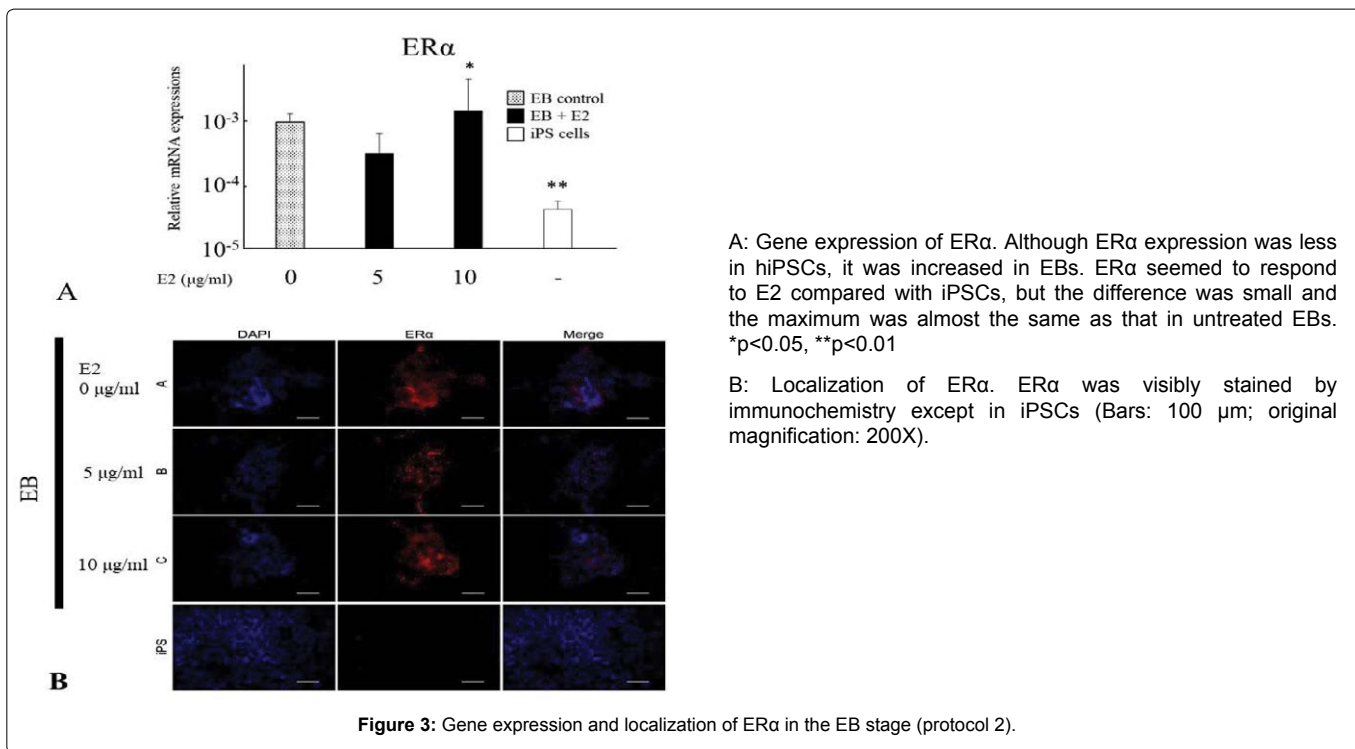 ERα
Relative mRNA expressions
10-3
10-4
10-5
*
**
EB control
EB + E2
iPS cells
E2 (μg/ml) 0 5 10 -
A
DAPI ERα Merge
EB
E2
0 μg/ml
A
5 μg/ml
B
10 μg/ml
C
iPS
B
A: Gene expression of ERα. Although ERα expression was less
in hiPSCs, it was increased in EBs. ERα seemed to respond
to E2 compared with iPSCs, but the difference was small and
the maximum was almost the same as that in untreated EBs.
*p<0.05, **p<0.01
B: Localization of ERα. ERα was visibly stained by
immunochemistry except in iPSCs (Bars: 100 μm; original
magnification: 200X).
Figure 3: Gene expression and localization of ERα in the EB stage (protocol 2).